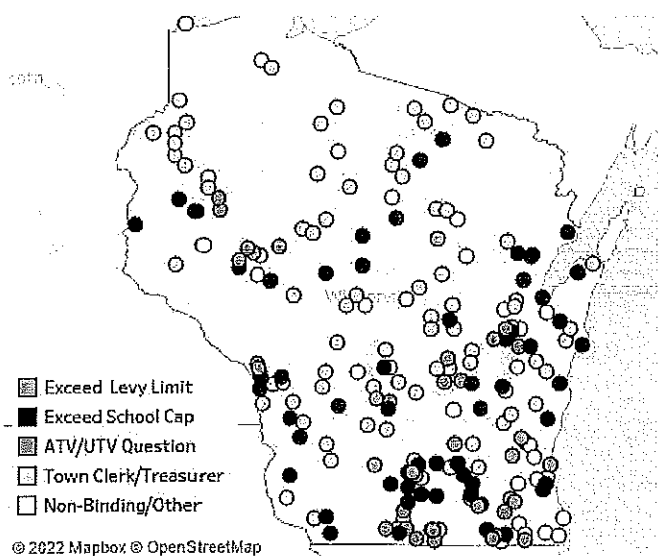 Exceed Levy Limit
Exceed School Cap
ATV/UTV Question
Town Clerk/Treasurer
Non-Binding/Other
© 2022 Mapbox © OpenStreetMap